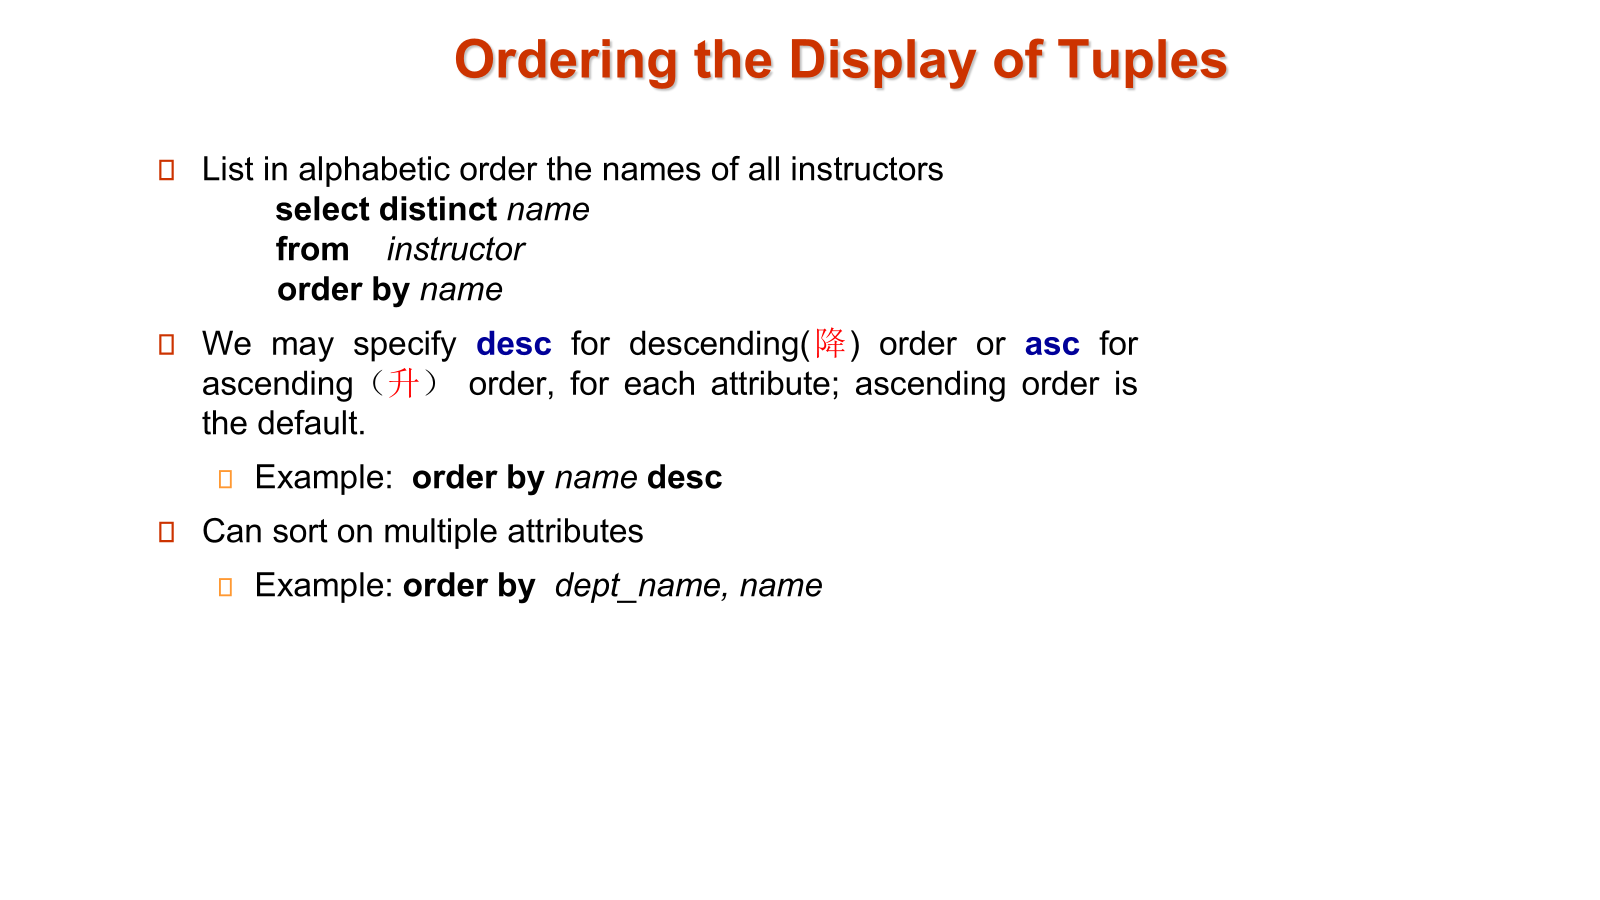 Ordering the Display of Tuples
List in alphabetic order the names of all instructors
select distinct name
from instructor
order by name
We may specify desc for descending(降) order or asc for
ascending（升） order, for each attribute; ascending order is
the default.
Example: order by name desc
Can sort on multiple attributes
Example: order by dept_name, name